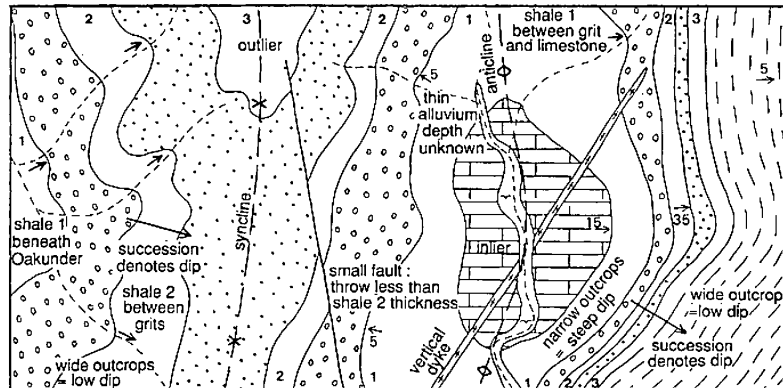 2
3
2
1
shale 1
between grit
and limestone
2
3
outlier
anticline
5
5
thin
alluvium
depth
unknown
1
shale 1
beneath
Oakunder
succession
denotes dip
syncline
15
35
inlier
small fault :
throw less than
shale 2 thickness
shale 2
between
grits
narrow outcrops
= steep dip
wide outcrop
=low dip
succession
denotes dip
5
vertical
dyke
wide outcrops
= low dip
2
1
1
2
3